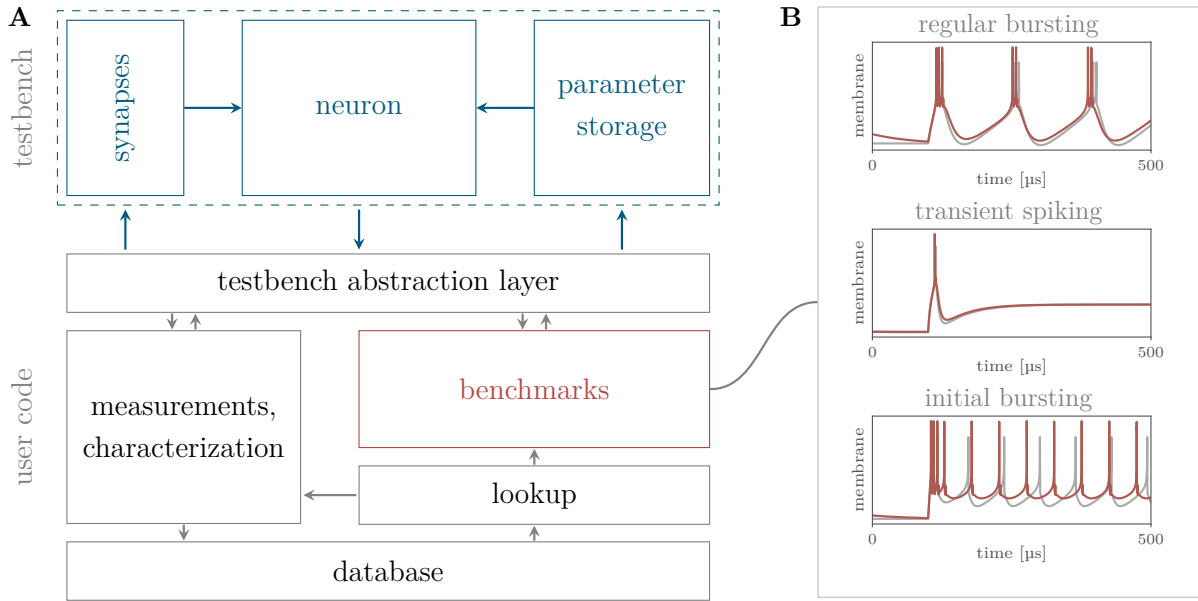 A
testbench
synapses
neuron
parameter
storage
testbench abstraction layer
user code
measurements,
characterization
benchmarks
lookup
database
B
regular bursting
membrane
0
500
time [µs]
transient spiking
membrane
0
500
time [µs]
initial bursting
membrane
0
500
time [µs]